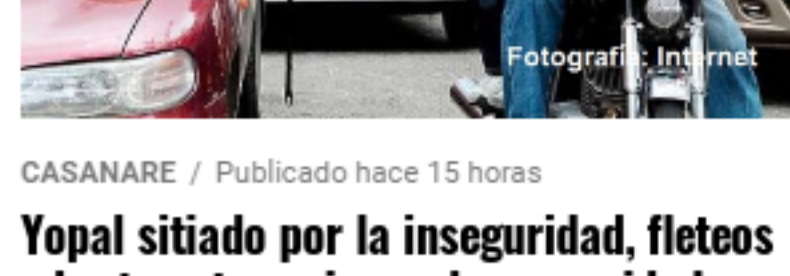 Fotografía: Internet
CASANARE / Publicado hace 15 horas
Yopal sitiado por la inseguridad, fleteos